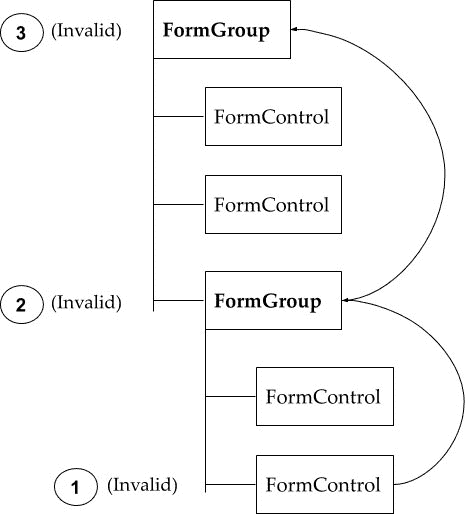 3 (Invalid) FormGroup
FormControl
FormControl
2 (Invalid) FormGroup
FormControl
1 (Invalid) FormControl